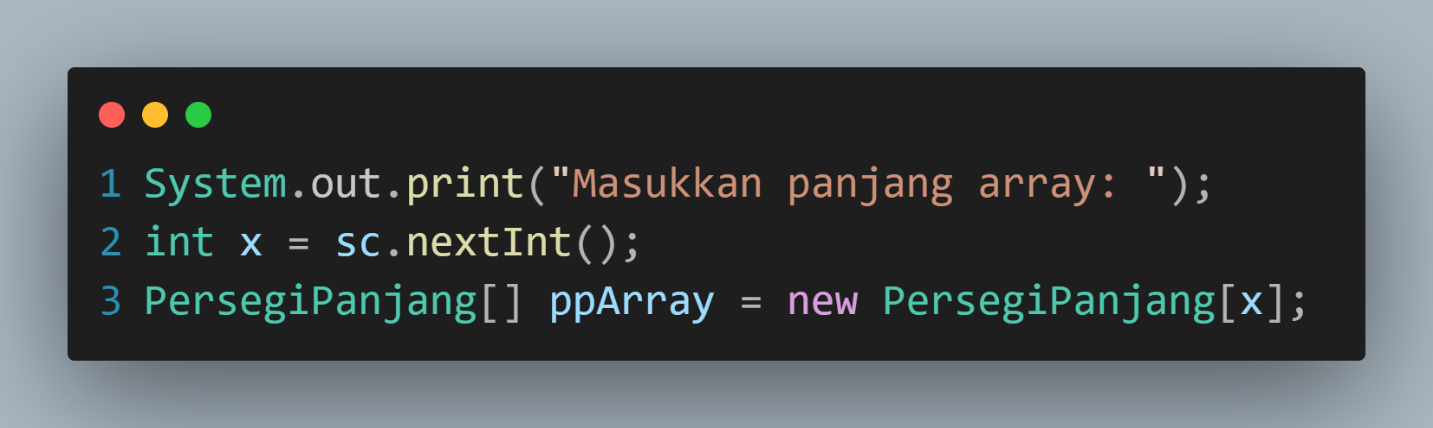 1 System.out.print("Masukkan panjang array: ");
2 int x = sc.nextInt();
3 PersegiPanjang[] ppArray = new PersegiPanjang[x];